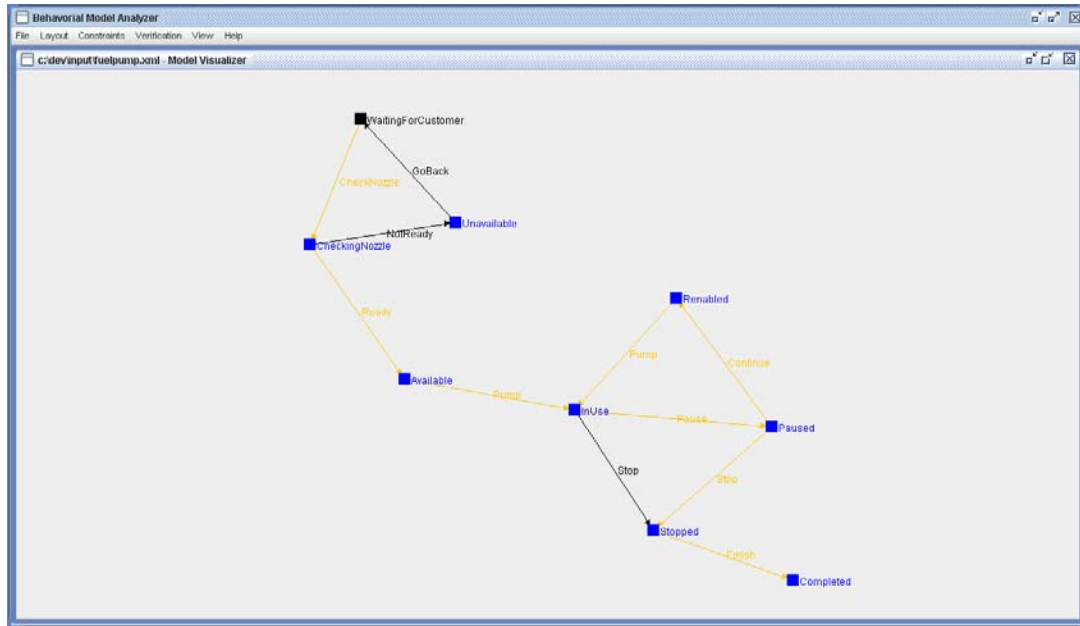 Behavorial Model Analyzer
File Layout Constraints Verification View Help
c:\dev\input\fuelpump.xml - Model Visualizer
WaitingForCustomer
GoBack
CheckNozzle
Unavailable
NotReady
CheckingNozzle
Renabled
Ready
Pump
Continue
Available
Pump
InUse
Pause
Paused
Stop
Stop
Stopped
Finish
Completed